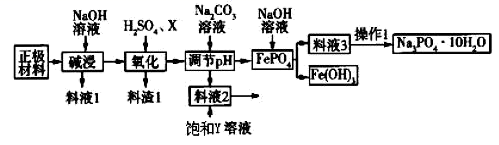 NaOH
溶液
H₂SO₄、X
Na₂CO₃
溶液
NaOH
溶液
正极
材料
碱浸
氧化
调节pH
FePO₄
料液3
操作1
Na₃PO₄·10H₂O
Fe(OH)₃
料液1
料渣1
料液2
饱和Y溶液